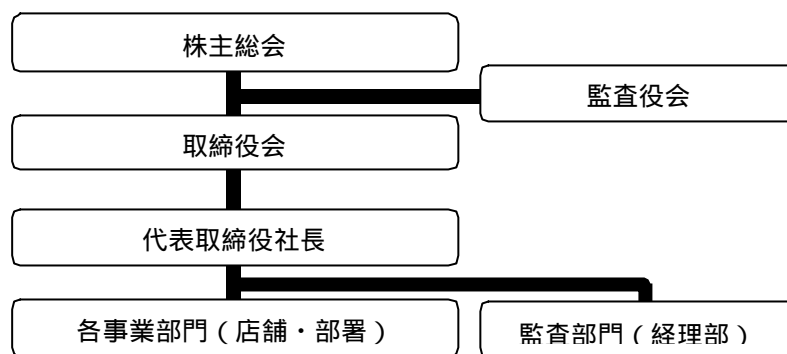 株主総会
監査役会
取締役会
代表取締役社長
各事業部門（店舗・部署）
監査部門（経理部）